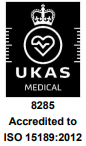 UKAS
MEDICAL
8285
Accredited to
ISO 15189:2012